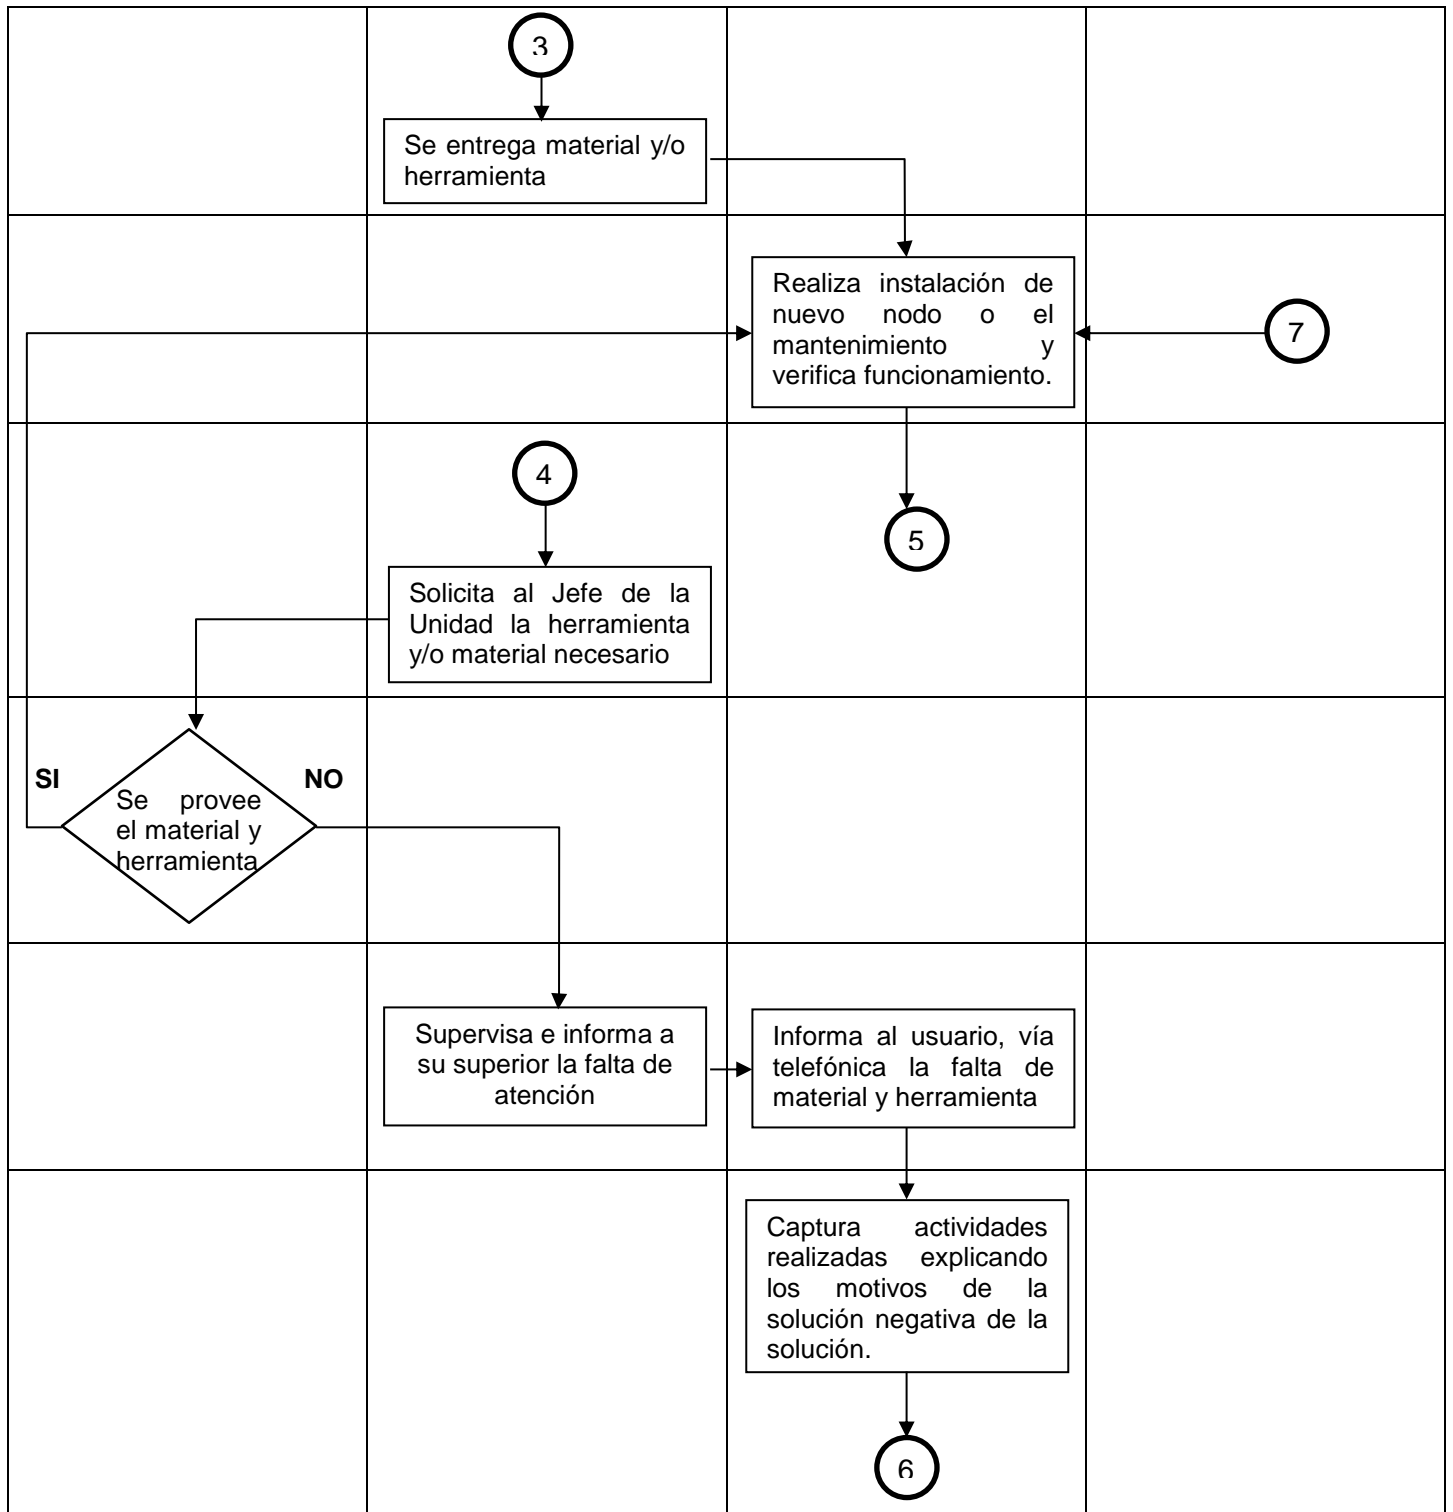 3
Se entrega material y/o
herramienta
Realiza instalación de
nuevo nodo o el
mantenimiento y
verifica funcionamiento.
7
4
5
Solicita al Jefe de la
Unidad la herramienta
y/o material necesario
SI
NO
Se provee
el material y
herramienta
Supervisa e informa a
su superior la falta de
atención
Informa al usuario, vía
telefónica la falta de
material y herramienta
Captura actividades
realizadas explicando
los motivos de la
solución negativa de la
solución.
6